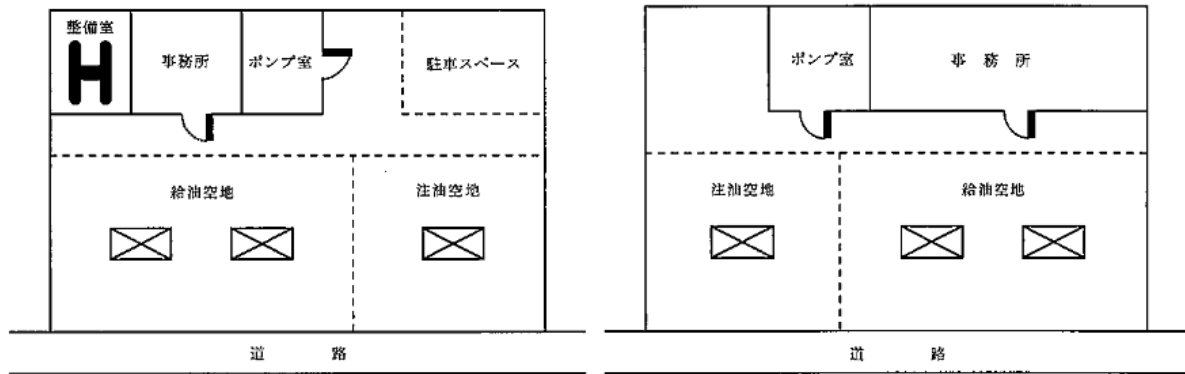 整備室
事務所
ポンプ室
駐車スペース
給油空地
注油空地
道 路
ポンプ室
事 務 所
注油空地
給油空地
道 路